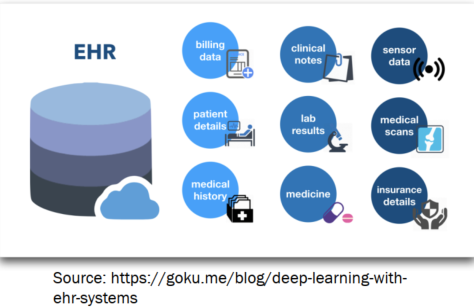 EHR
billing
data
clinical
notes
sensor
data
patient
details
lab
results
medical
scans
medical
history
medicine
insurance
details
Source: https://goku.me/blog/deep-learning-with-
ehr-systems